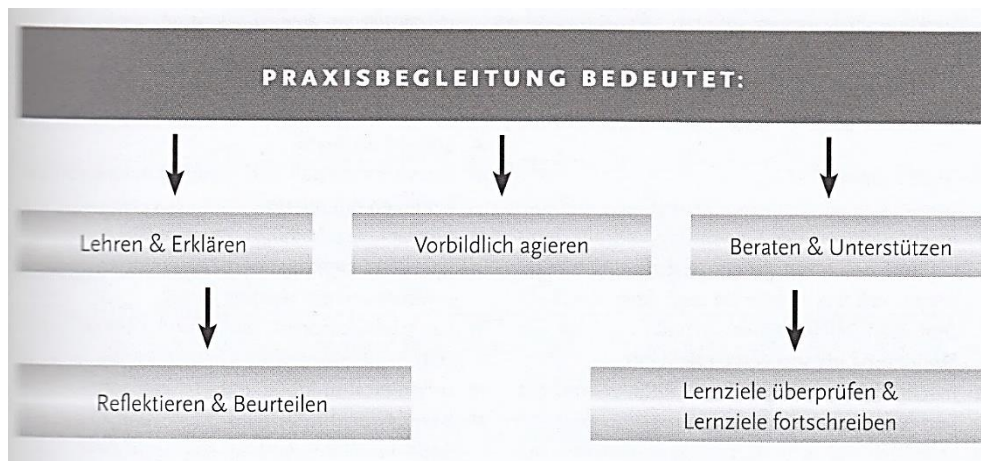 PRAXISBEGLEITUNG BEDEUTET:
Lehren & Erklären
Vorbildlich agieren
Beraten & Unterstützen
Reflektieren & Beurteilen
Lernziele überprüfen &
Lernziele fortschreiben